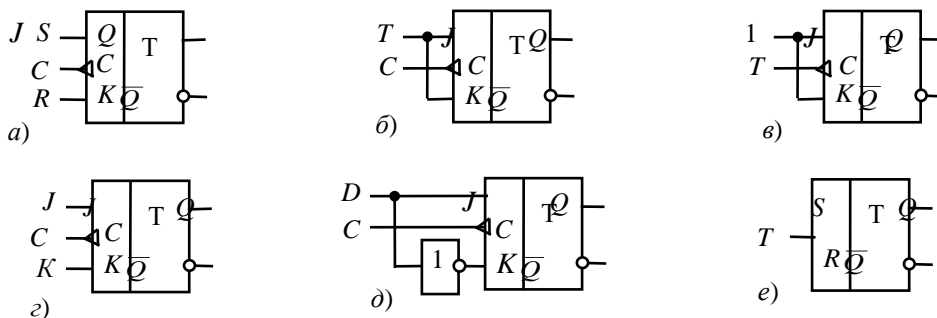 J S Q T
C C
R K Q̅
а)
T J T Q
C C
K Q̅
б)
1 J T Q
T C
K Q̅
в)
J J T Q
C C
К K Q̅
г)
D J T Q
C C
1 K Q̅
д)
S T Q
T
R Q̅
е)